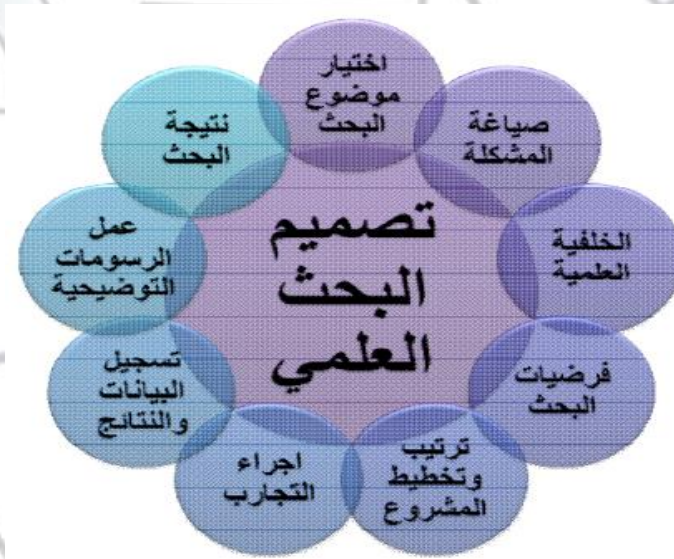 تصميم
البحث
العلمي
اختيار
موضوع
البحث
صياغة
المشكلة
الخلفية
العلمية
فرضيات
البحث
ترتيب
وتخطيط
المشروع
اجراء
التجارب
تسجيل
البيانات
والنتائج
عمل
الرسومات
التوضيحية
نتيجة
البحث